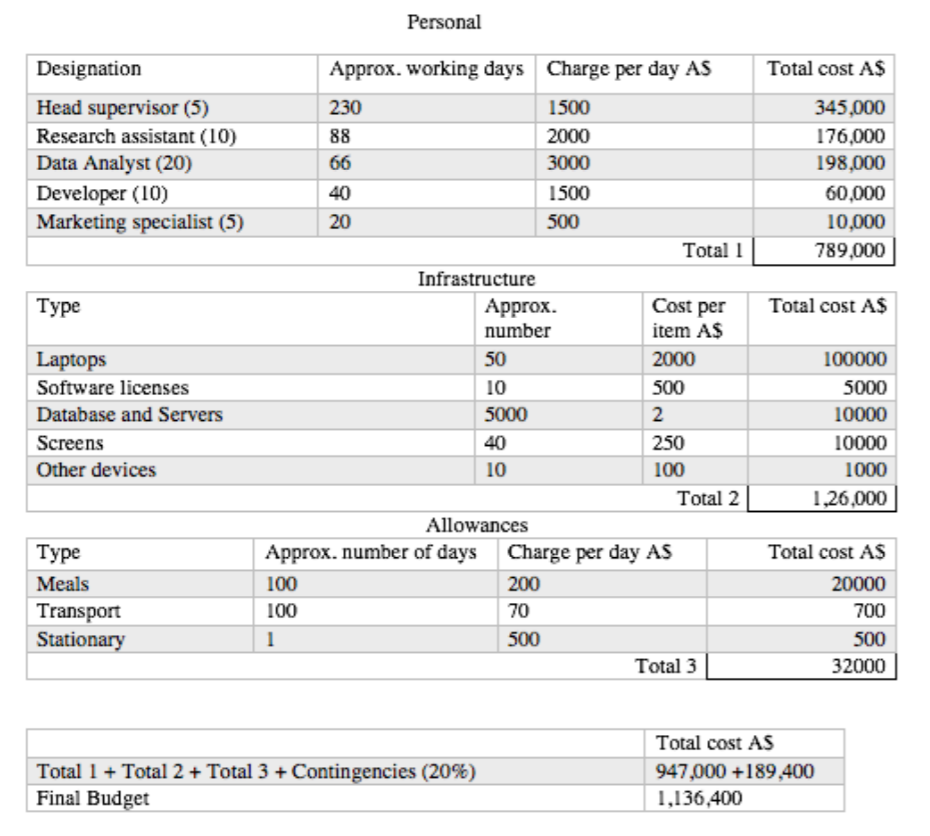 Personal
Designation Approx. working days Charge per day A$ Total cost A$
Head supervisor (5) 230 1500 345,000
Research assistant (10) 88 2000 176,000
Data Analyst (20) 66 3000 198,000
Developer (10) 40 1500 60,000
Marketing specialist (5) 20 500 10,000
Total 1 789,000
Infrastructure
Type Approx. Cost per Total cost A$
number item A$
Laptops 50 2000 100000
Software licenses 10 500 5000
Database and Servers 5000 2 10000
Screens 40 250 10000
Other devices 10 100 1000
Total 2 1,26,000
Allowances
Type Approx. number of days Charge per day A$ Total cost A$
Meals 100 200 20000
Transport 100 70 700
Stationary 1 500 500
Total 3 32000
Total cost A$
Total 1 + Total 2 + Total 3 + Contingencies (20%) 947,000 +189,400
Final Budget 1,136,400